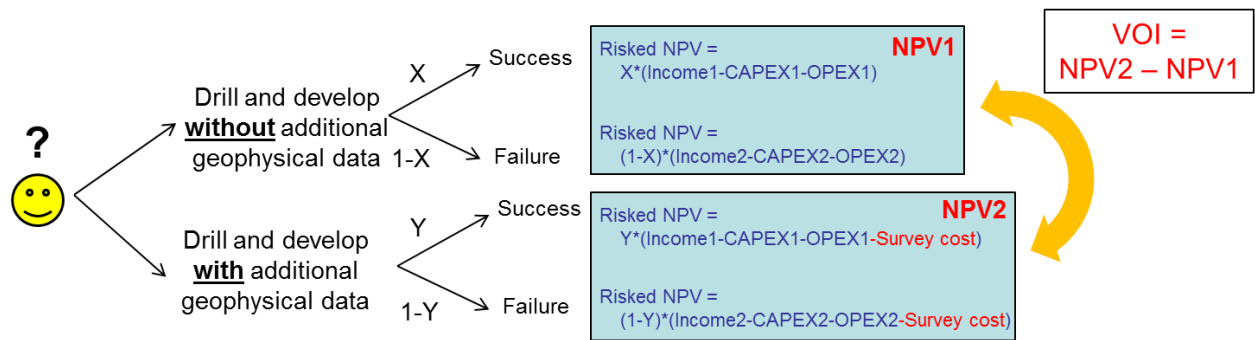 ?
Drill and develop
without additional
geophysical data
X
1-X
Success
Failure
Risked NPV =
NPV1
X*(Income1-CAPEX1-OPEX1)
Risked NPV =
(1-X)*(Income2-CAPEX2-OPEX2)
VOI =
NPV2 – NPV1
Drill and develop
with additional
geophysical data
Y
1-Y
Success
Failure
Risked NPV =
NPV2
Y*(Income1-CAPEX1-OPEX1-Survey cost)
Risked NPV =
(1-Y)*(Income2-CAPEX2-OPEX2-Survey cost)